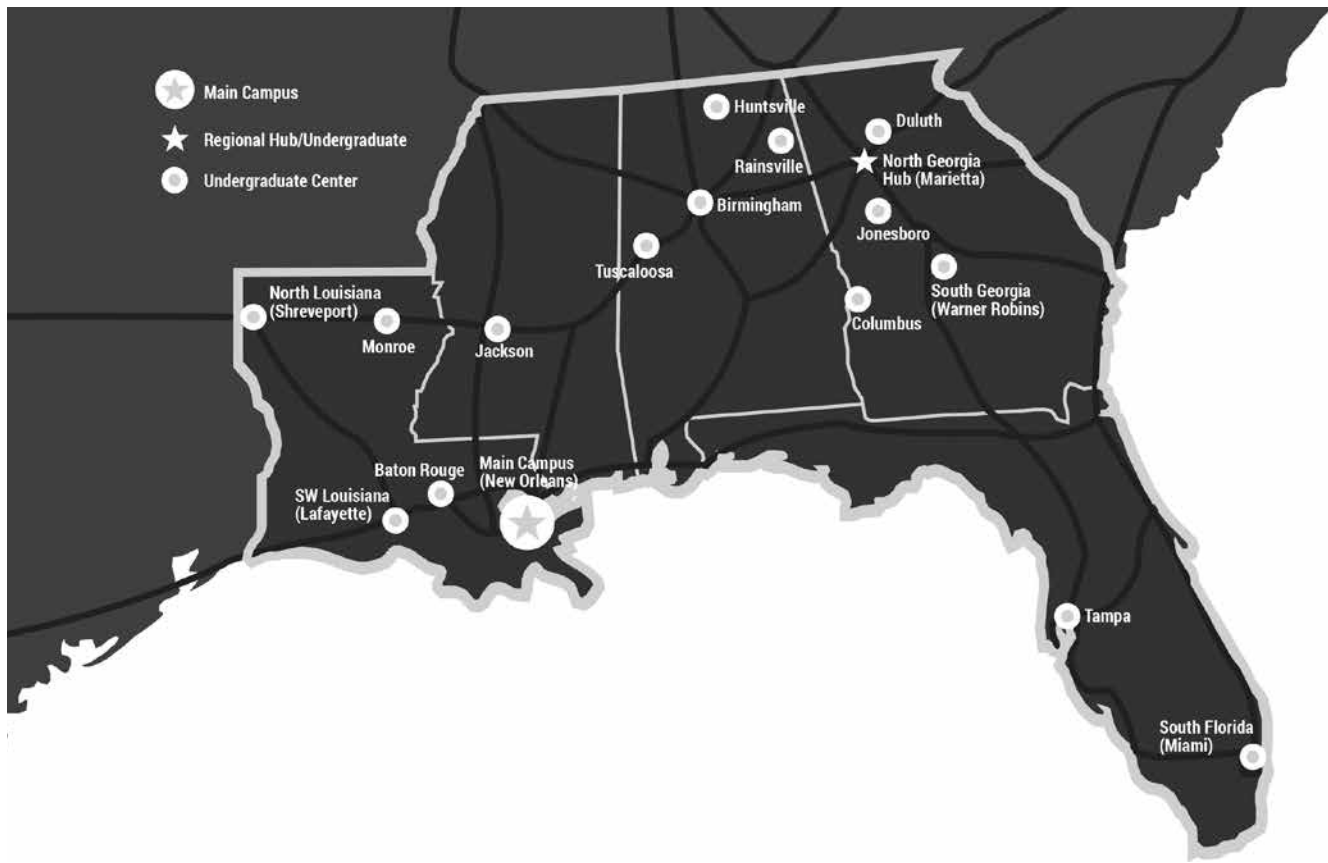 Main Campus
Regional Hub/Undergraduate
Undergraduate Center
Huntsville
Rainsville
Duluth
North Georgia
Hub (Marietta)
Birmingham
Jonesboro
Tuscaloosa
South Georgia
(Warner Robins)
Columbus
North Louisiana
(Shreveport)
Monroe
Jackson
Baton Rouge
Main Campus
(New Orleans)
SW Louisiana
(Lafayette)
Tampa
South Florida
(Miami)